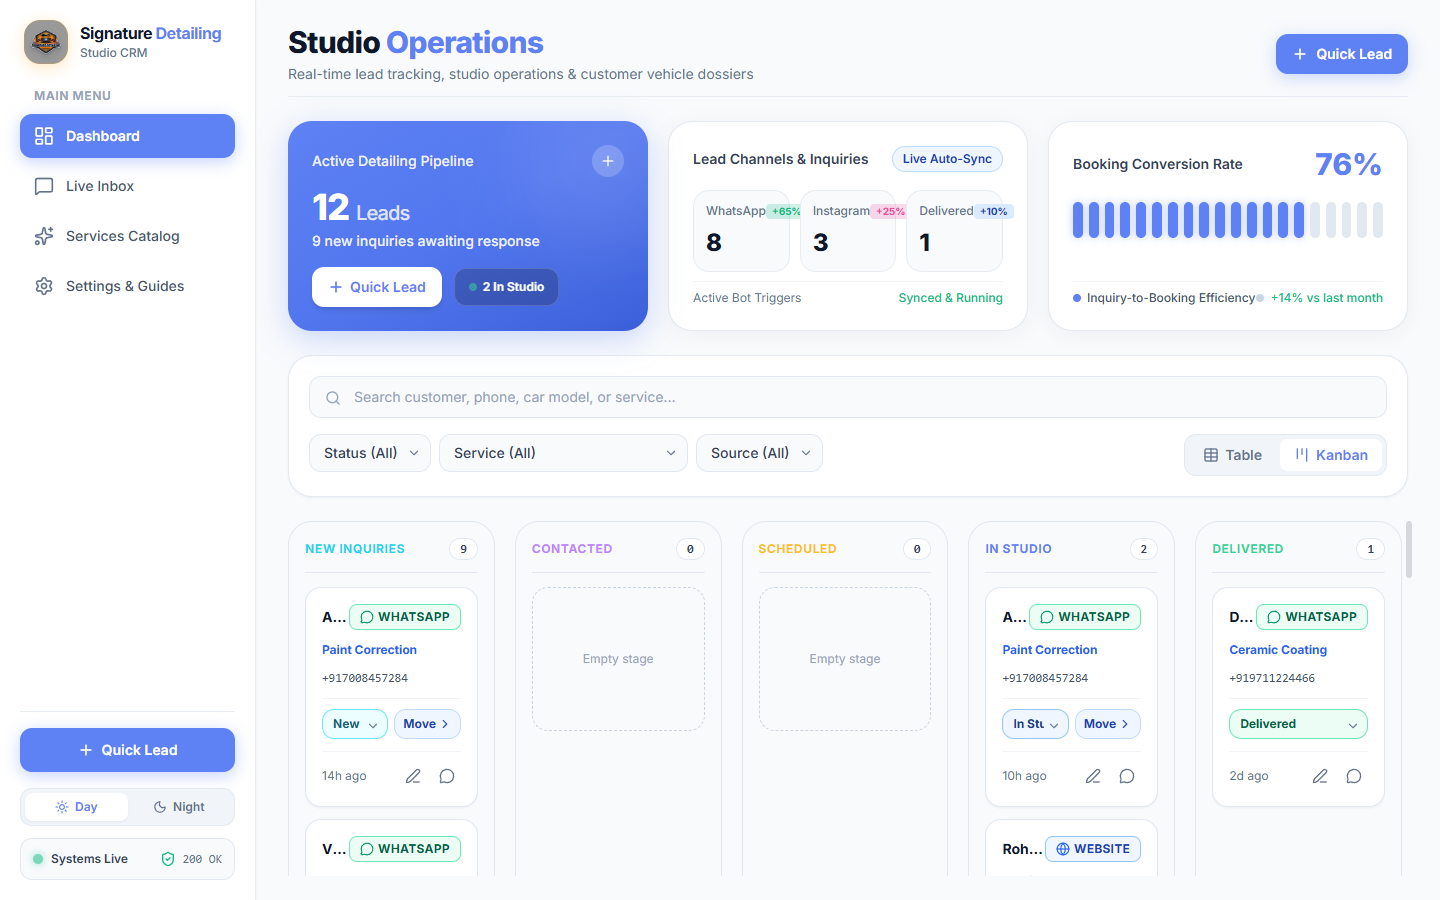 Signature Detailing
Studio CRM
MAIN MENU
Dashboard
Live Inbox
Services Catalog
Settings & Guides
Quick Lead
Day
Night
Systems Live
200 OK
Studio Operations
Real-time lead tracking, studio operations & customer vehicle dossiers
Quick Lead
Active Detailing Pipeline
12 Leads
9 new inquiries awaiting response
Quick Lead
2 In Studio
Lead Channels & Inquiries
Live Auto-Sync
WhatsApp +65%
8
Instagram +25%
3
Delivered +10%
1
Active Bot Triggers
Synced & Running
Booking Conversion Rate
76%
Inquiry-to-Booking Efficiency
+14% vs last month
Search customer, phone, car model, or service...
Status (All)
Service (All)
Source (All)
Table
Kanban
NEW INQUIRIES 9
A... WHATSAPP
Paint Correction
+917008457284
New
Move
14h ago
V... WHATSAPP
CONTACTED 0
Empty stage
SCHEDULED 0
Empty stage
IN STUDIO 2
A... WHATSAPP
Paint Correction
+917008457284
In Stu
Move
10h ago
Roh... WEBSITE
DELIVERED 1
D... WHATSAPP
Ceramic Coating
+919711224466
Delivered
2d ago